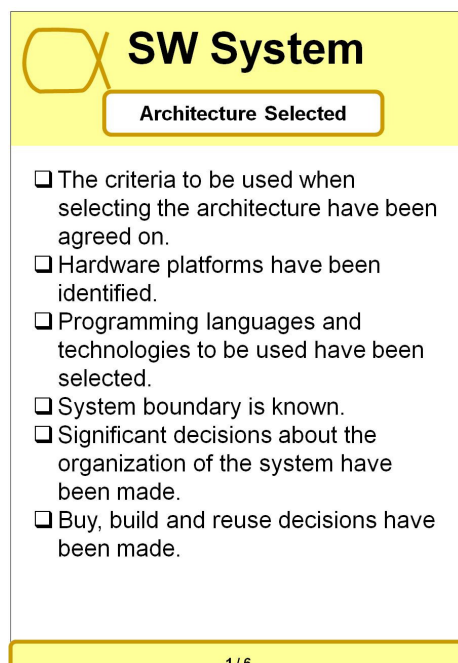 SW System
Architecture Selected
❑ The criteria to be used when
selecting the architecture have been
agreed on.
❑ Hardware platforms have been
identified.
❑ Programming languages and
technologies to be used have been
selected.
❑ System boundary is known.
❑ Significant decisions about the
organization of the system have
been made.
❑ Buy, build and reuse decisions have
been made.
1 / 6